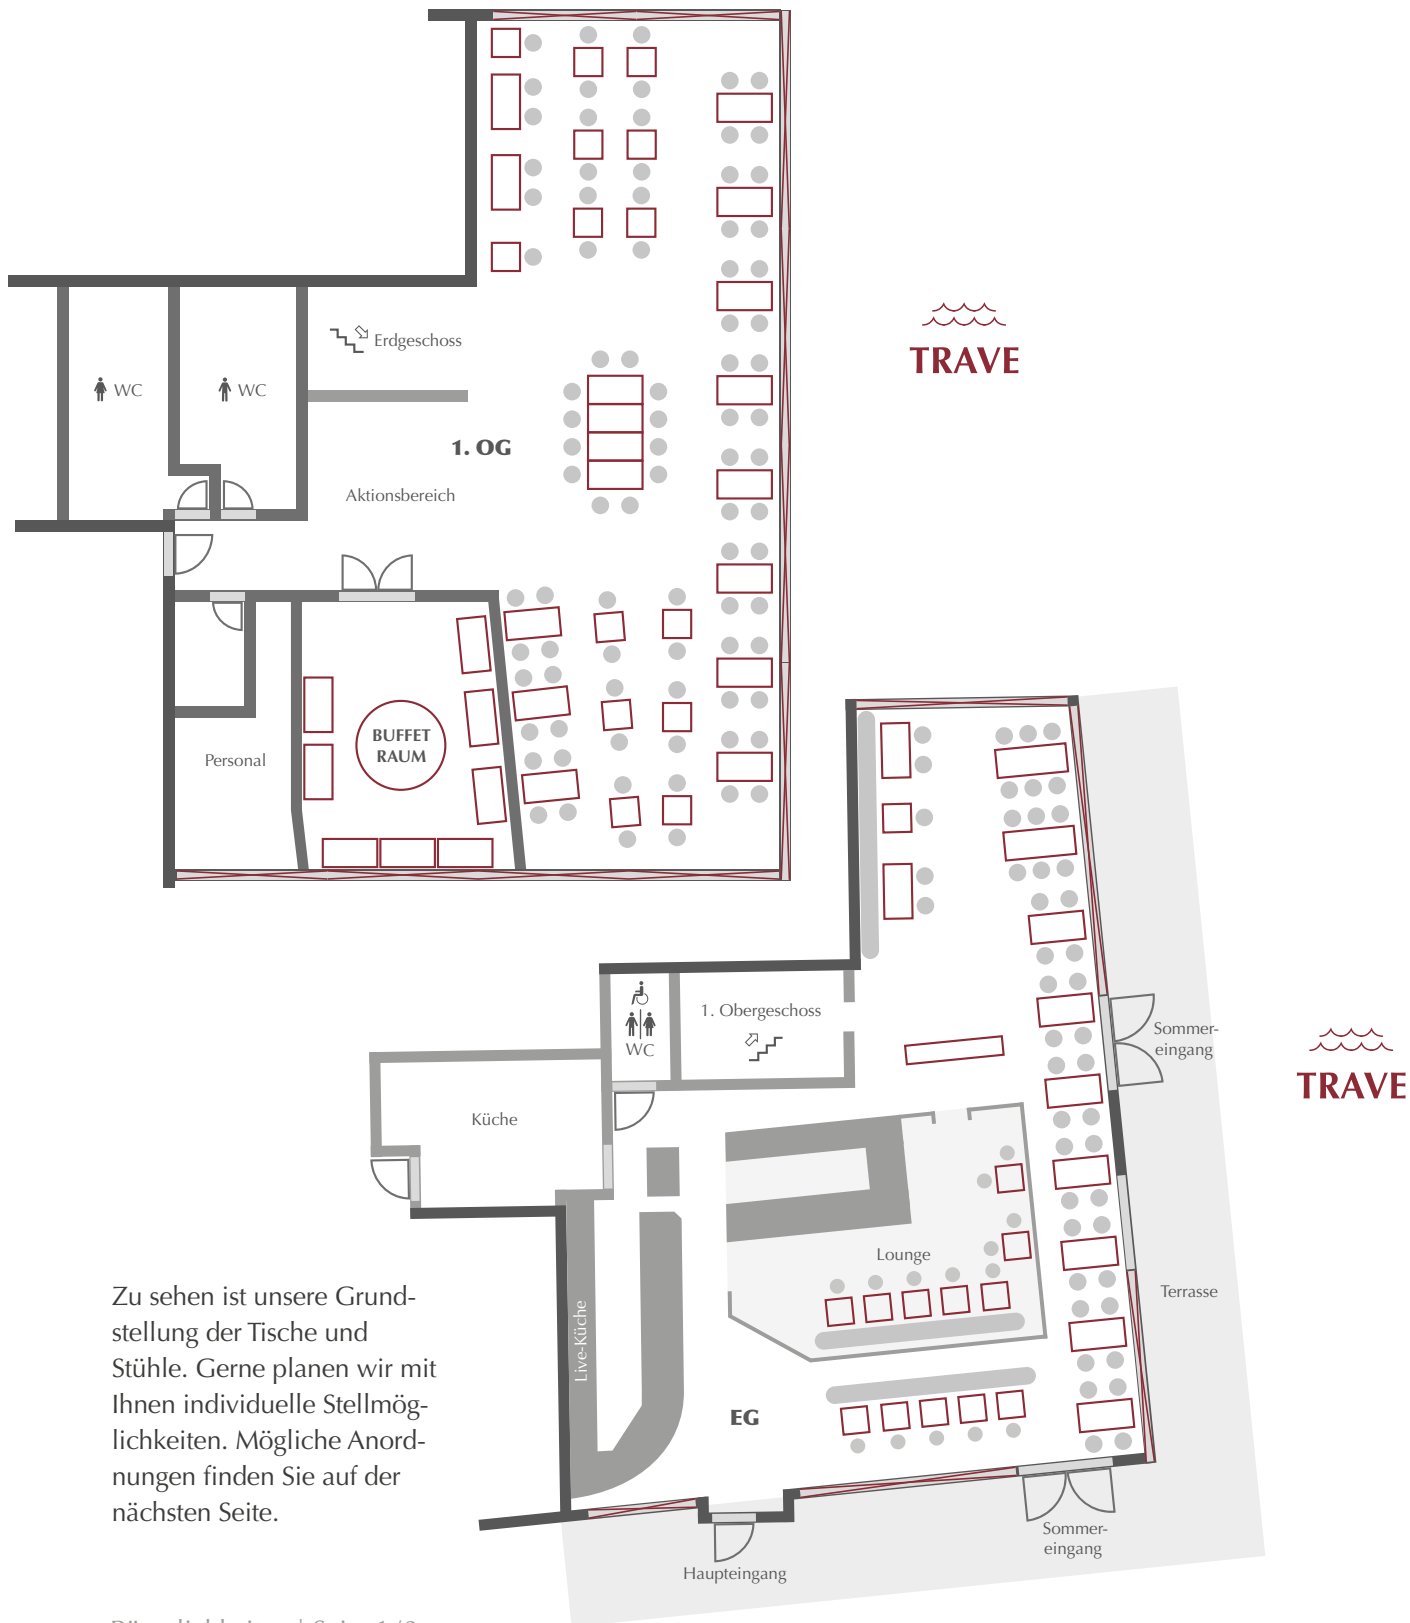 Erdgeschoss
WC
WC
TRAVE
1. OG
Aktionsbereich
BUFFET
RAUM
Personal
1. Obergeschoss
WC
Sommer-
eingang
TRAVE
Küche
Lounge
Terrasse
Live-Küche
EG
Zu sehen ist unsere Grund-
stellung der Tische und
Stühle. Gerne planen wir mit
Ihnen individuelle Stellmög-
lichkeiten. Mögliche Anord-
nungen finden Sie auf der
nächsten Seite.
Sommer-
eingang
Haupteingang